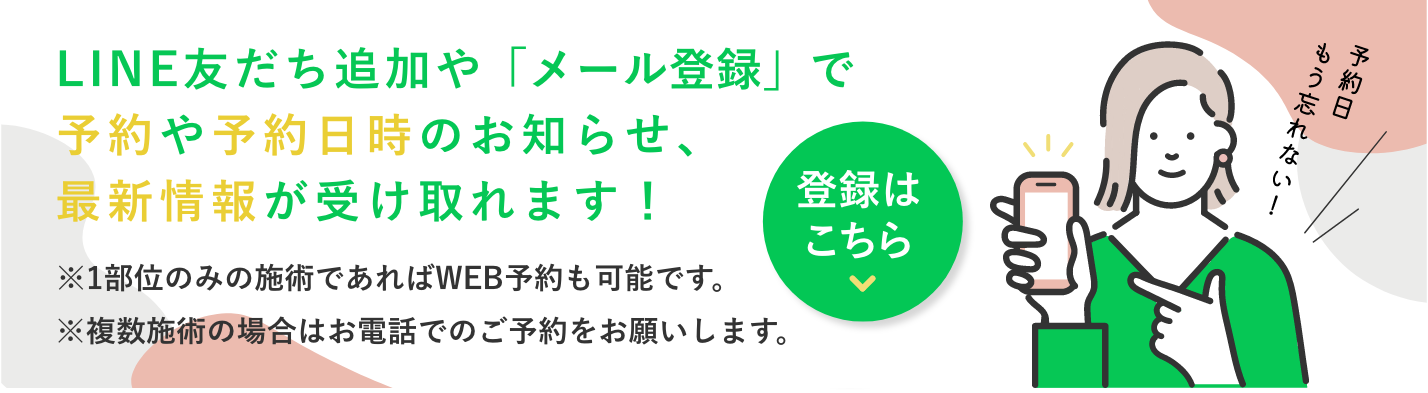 LINE友だち追加や「メール登録」で
予約や予約日時のお知らせ、
最新情報が受け取れます！
※1部位のみの施術であればWEB予約も可能です。
※複数施術の場合はお電話でのご予約をお願いします。
登録は
こちら
予約日
もう忘れない！